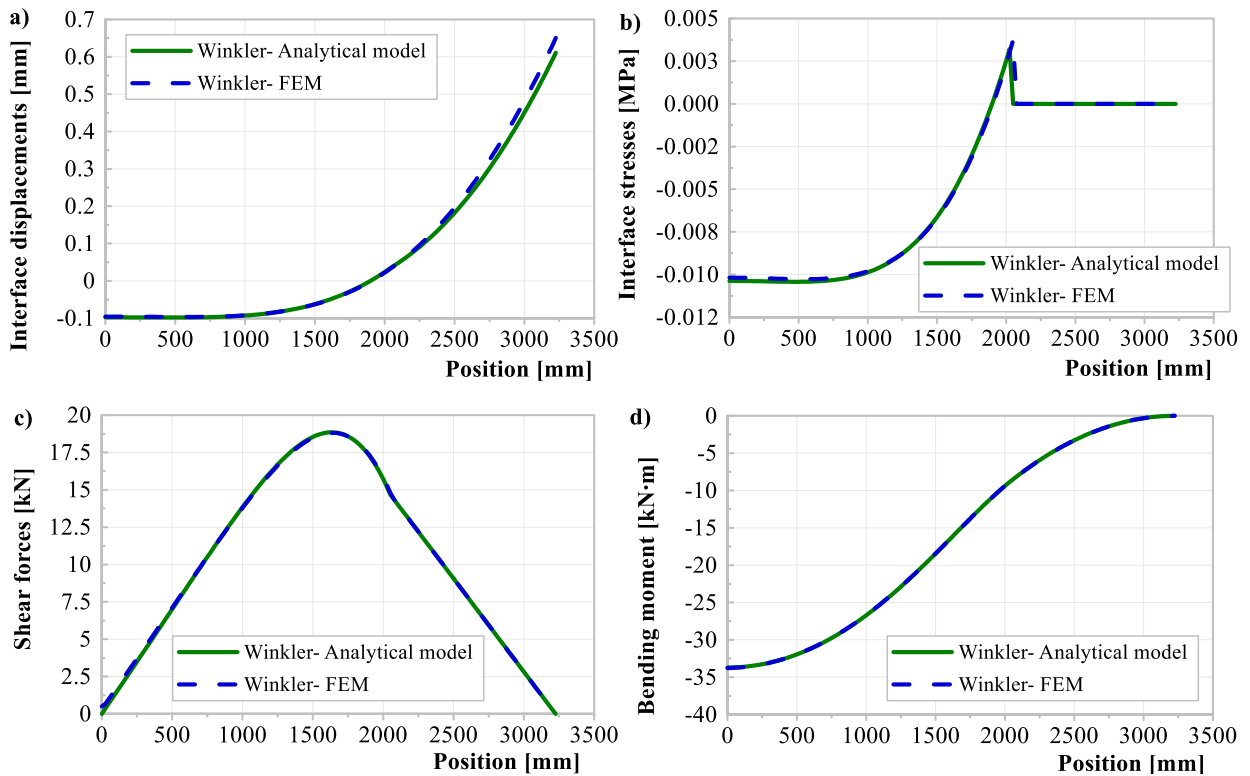 a)
Interface displacements [mm]
0.7
0.6
0.5
0.4
0.3
0.2
0.1
0
-0.1
Winkler- Analytical model
Winkler- FEM
0 500 1000 1500 2000 2500 3000 3500
Position [mm]
b)
Interface stresses [MPa]
0.005
0.003
0.000
-0.002
-0.005
-0.008
-0.010
-0.012
Winkler- Analytical model
Winkler- FEM
0 500 1000 1500 2000 2500 3000 3500
Position [mm]
c)
Shear forces [kN]
20
17.5
15
12.5
10
7.5
5
2.5
0
Winkler- Analytical model
Winkler- FEM
0 500 1000 1500 2000 2500 3000 3500
Position [mm]
d)
Bending moment [kN·m]
0
-5
-10
-15
-20
-25
-30
-35
-40
Winkler- Analytical model
Winkler- FEM
0 500 1000 1500 2000 2500 3000 3500
Position [mm]